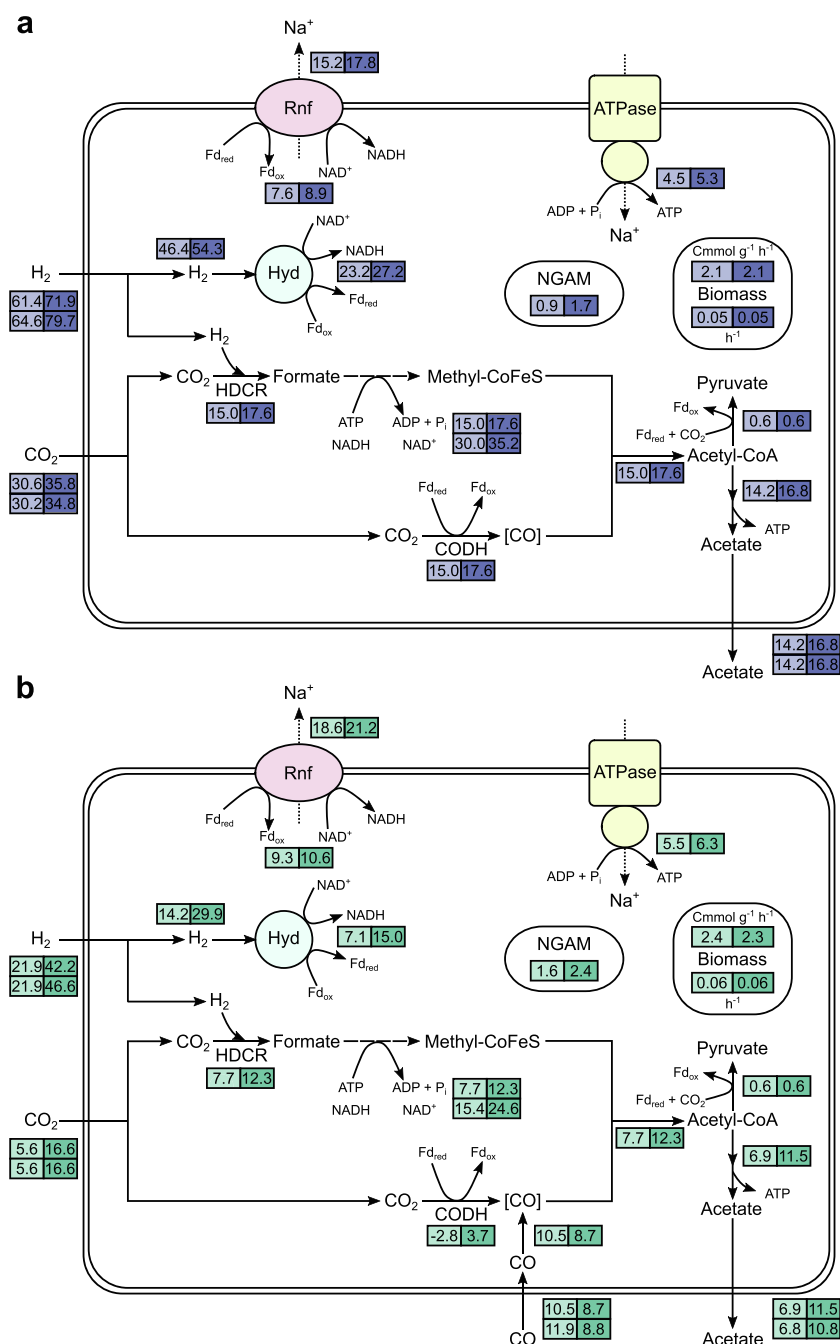 a
Na+
15.2 17.8
Rnf
ATPase
Fdred
Fdox
NAD+
NADH
7.6 8.9
4.5 5.3
ADP + Pi
ATP
Na+
NAD+
46.4 54.3
NADH
H2
H2
Hyd
23.2 27.2
Fdred
Fdox
61.4 71.9
64.6 79.7
NGAM
0.9 1.7
Cmmol g-1 h-1
2.1 2.1
Biomass
0.05 0.05
h-1
H2
CO2
HDCR
Formate
Methyl-CoFeS
15.0 17.6
ATP
ADP + Pi
15.0 17.6
NADH
NAD+
30.0 35.2
Pyruvate
Fdox
0.6 0.6
Fdred + CO2
Acetyl-CoA
15.0 17.6
CO2
30.6 35.8
30.2 34.8
14.2 16.8
ATP
Acetate
Fdred
Fdox
CO2
CODH
[CO]
15.0 17.6
14.2 16.8
14.2 16.8
Acetate
b
Na+
18.6 21.2
Rnf
ATPase
Fdred
Fdox
NAD+
NADH
9.3 10.6
5.5 6.3
ADP + Pi
ATP
Na+
NAD+
14.2 29.9
NADH
H2
H2
Hyd
7.1 15.0
Fdred
Fdox
21.9 42.2
21.9 46.6
NGAM
1.6 2.4
Cmmol g-1 h-1
2.4 2.3
Biomass
0.06 0.06
h-1
H2
CO2
HDCR
Formate
Methyl-CoFeS
7.7 12.3
ATP
ADP + Pi
7.7 12.3
NADH
NAD+
15.4 24.6
Pyruvate
Fdox
0.6 0.6
Fdred + CO2
Acetyl-CoA
7.7 12.3
CO2
5.6 16.6
5.6 16.6
6.9 11.5
ATP
Acetate
Fdred
Fdox
CO2
CODH
[CO]
-2.8 3.7
10.5 8.7
CO
10.5 8.7
11.9 8.8
CO
6.9 11.5
6.8 10.8
Acetate